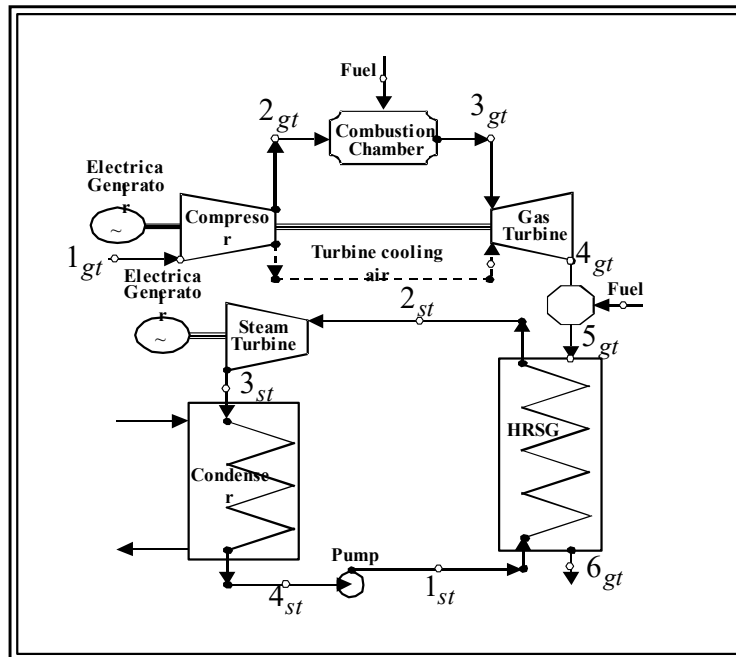 Fuel
2gt
3gt
Combustion
Chamber
Electrica
Generato
r
~
Compreso
r
Gas
Turbine
1gt
Turbine cooling
air
4gt
Electrica
Generato
r
~
Fuel
2st
Steam
Turbine
5gt
3st
HRSG
Condense
r
Pump
4st
1st
6gt